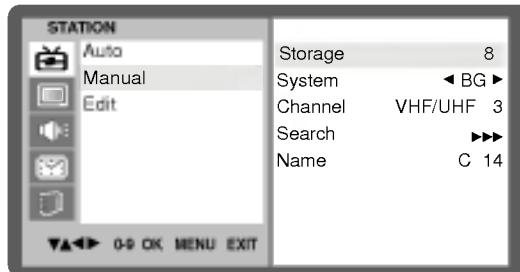 STATION
Auto
Manual
Edit
Storage 8
System ◄ BG ►
Channel VHF/UHF 3
Search ►►►
Name C 14
▼▲◄► 0-9 OK MENU EXIT